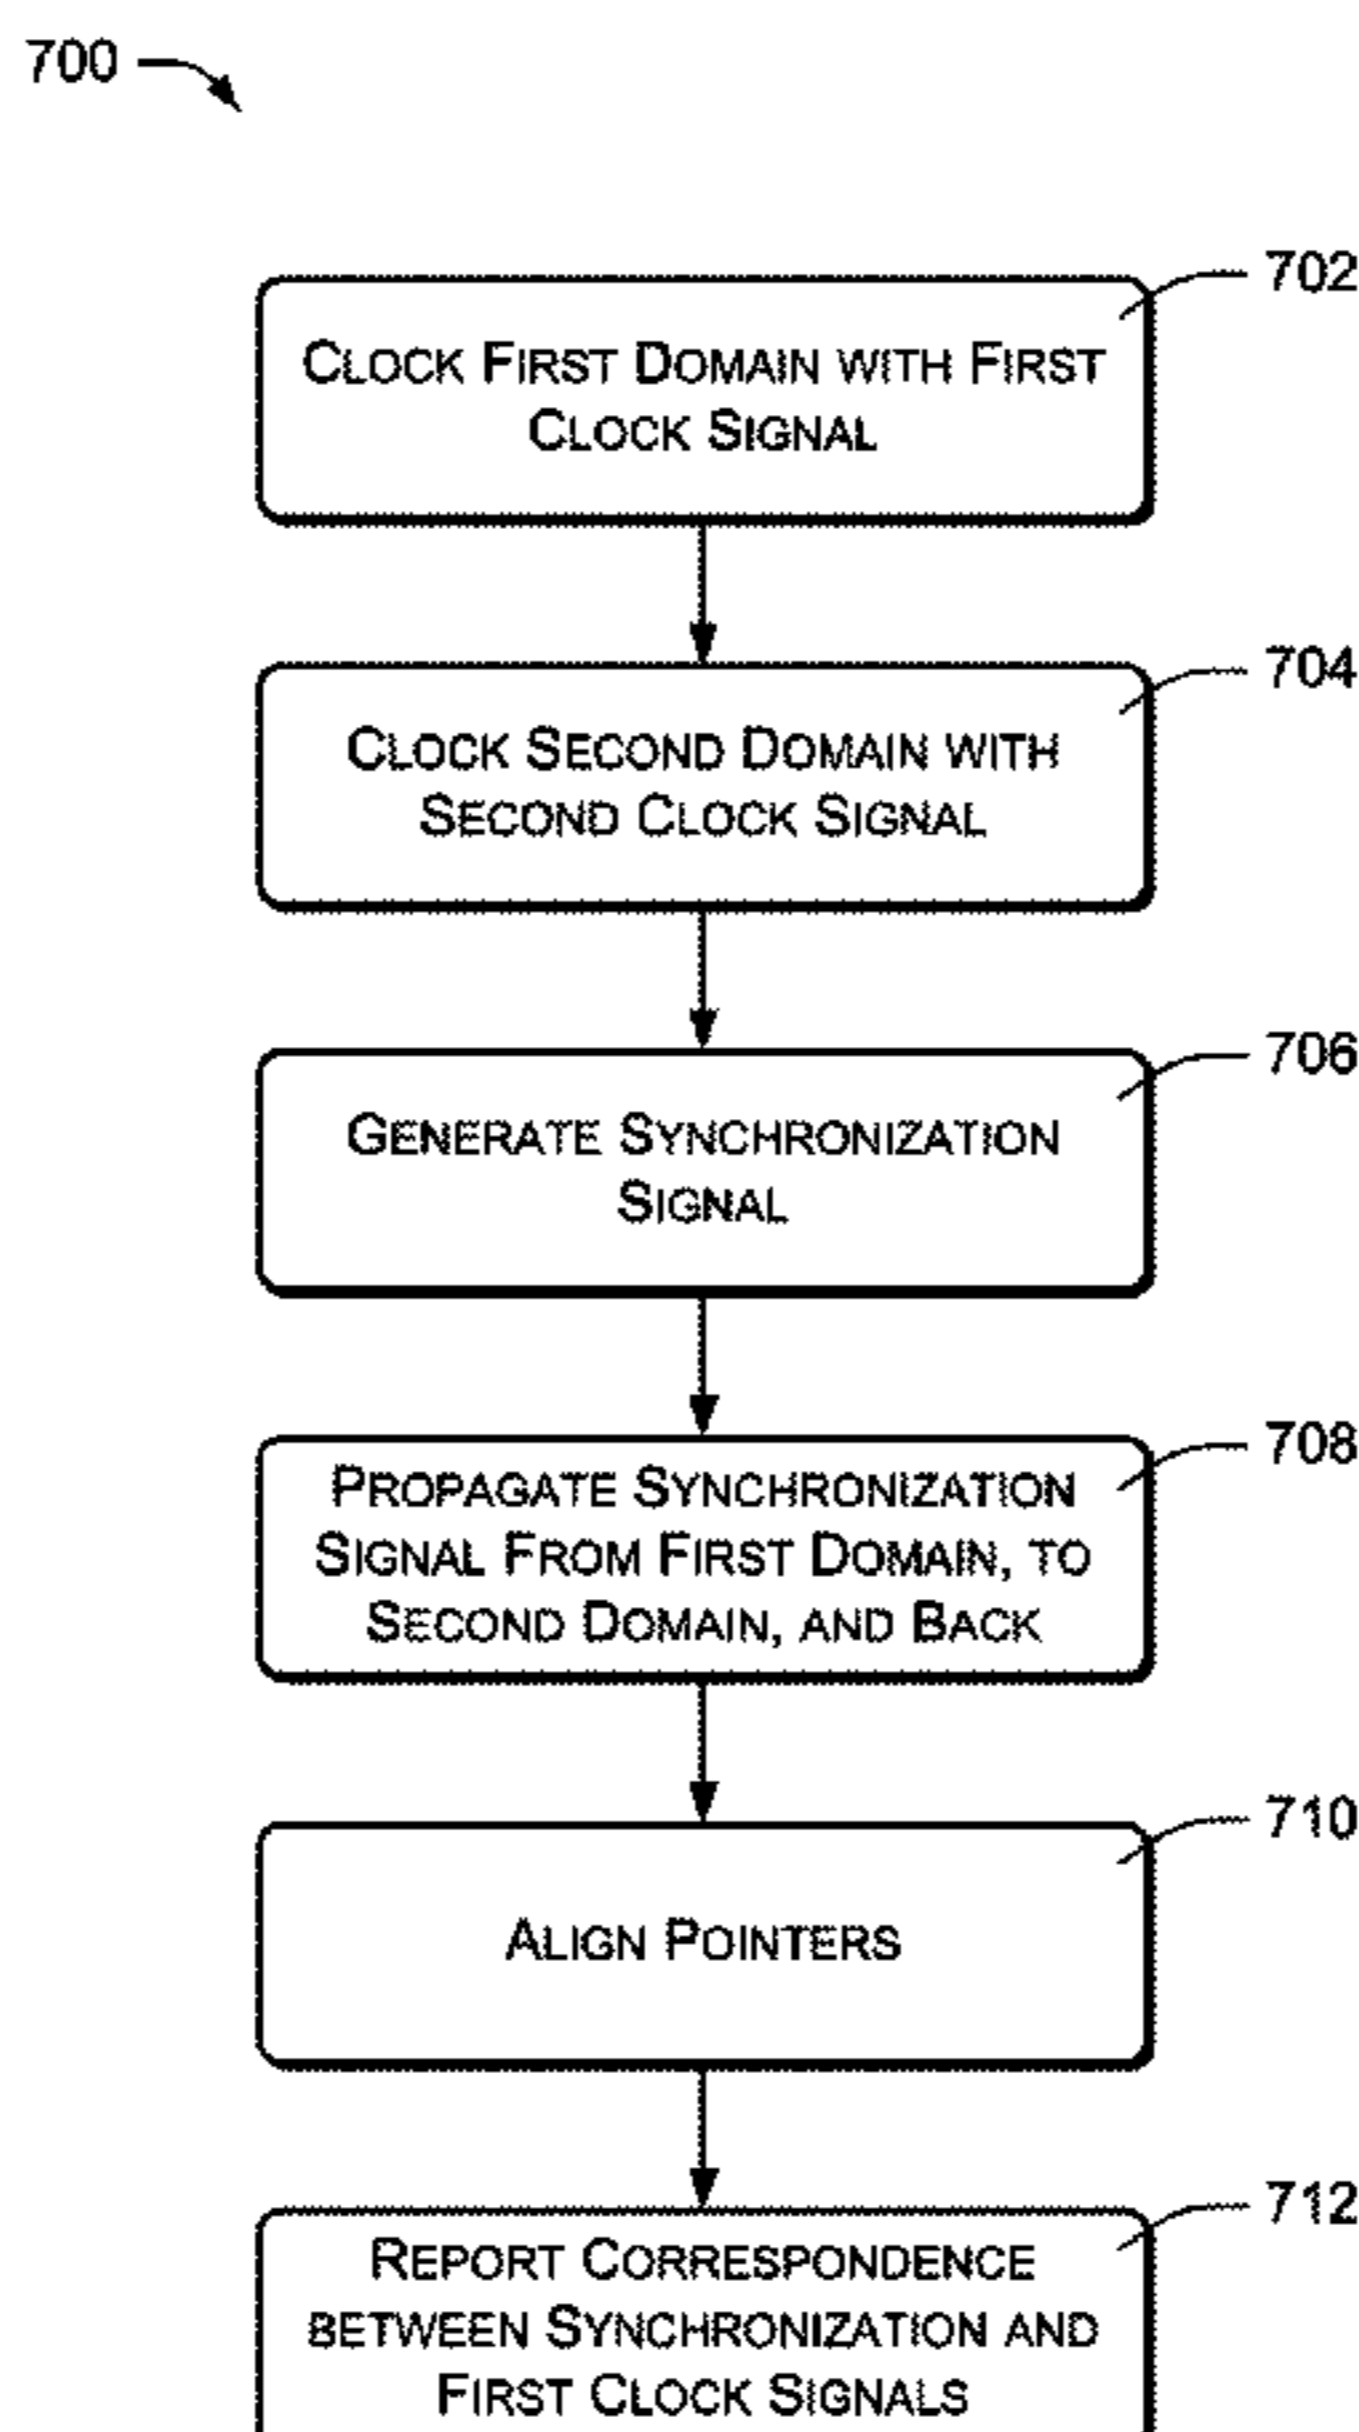 700
702
CLOCK FIRST DOMAIN WITH FIRST
CLOCK SIGNAL
704
CLOCK SECOND DOMAIN WITH
SECOND CLOCK SIGNAL
706
GENERATE SYNCHRONIZATION
SIGNAL
708
PROPAGATE SYNCHRONIZATION
SIGNAL FROM FIRST DOMAIN, TO
SECOND DOMAIN, AND BACK
710
ALIGN POINTERS
712
REPORT CORRESPONDENCE
BETWEEN SYNCHRONIZATION AND
FIRST CLOCK SIGNALS